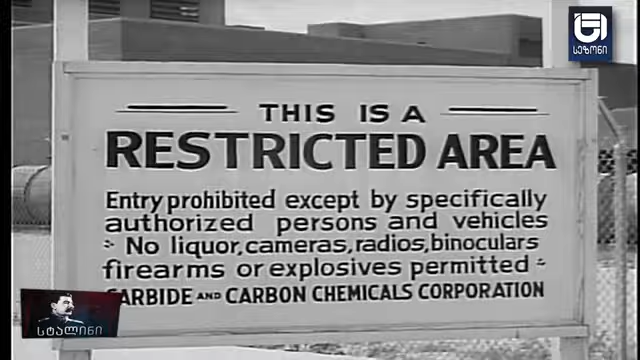 სეზონი
THIS IS A
RESTRICTED AREA
Entry prohibited except by specifically
authorized persons and vehicles
No liquor, cameras, radios, binoculars
firearms or explosives permitted
CARBIDE AND CARBON CHEMICALS CORPORATION
სტალინი